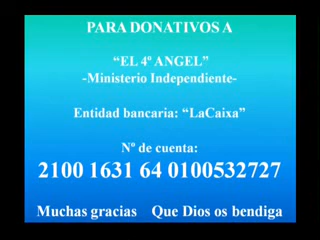 PARA DONATIVOS A
“EL 4º ANGEL”
-Ministerio Independiente-
Entidad bancaria: “LaCaixa”
Nº de cuenta:
2100 1631 64 0100532727
Muchas gracias Que Dios os bendiga